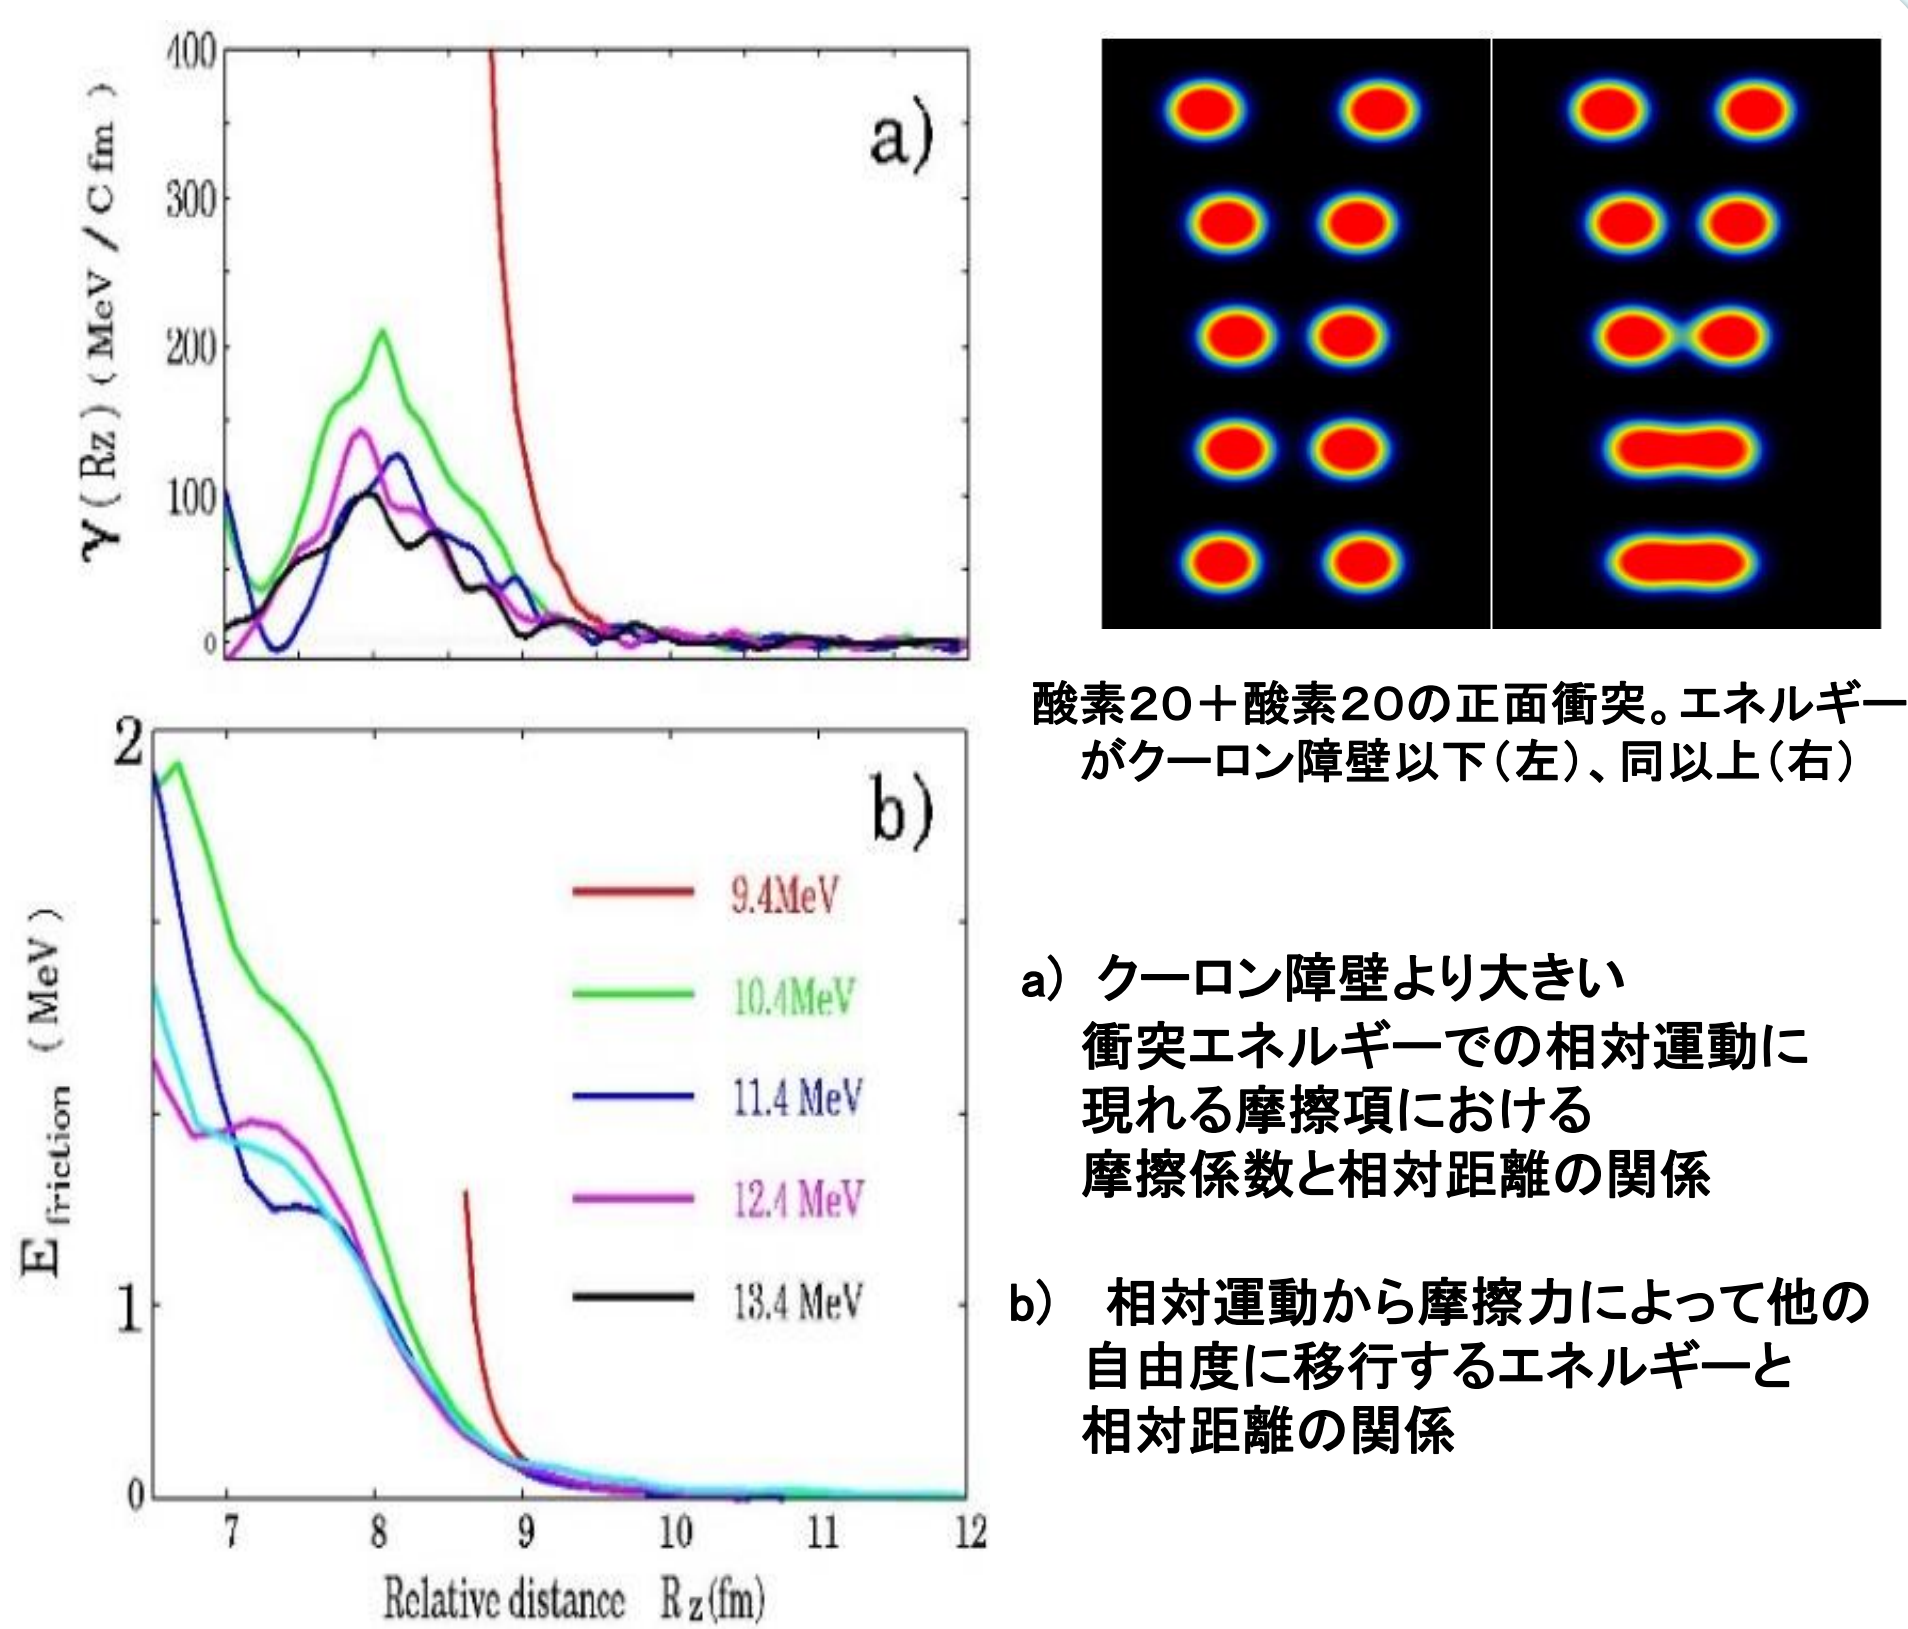 400
300
200
100
0
γ(Rz)(MeV / C fm)
a)
2
1
0
E friction (MeV)
b)
9.4MeV
10.4MeV
11.4 MeV
12.4 MeV
13.4 MeV
7 8 9 10 11 12
Relative distance R z (fm)
酸素20+酸素20の正面衝突。エネルギー
がクーロン障壁以下(左)、同以上(右)
a) クーロン障壁より大きい
衝突エネルギーでの相対運動に
現れる摩擦項における
摩擦係数と相対距離の関係
b) 相対運動から摩擦力によって他の
自由度に移行するエネルギーと
相対距離の関係